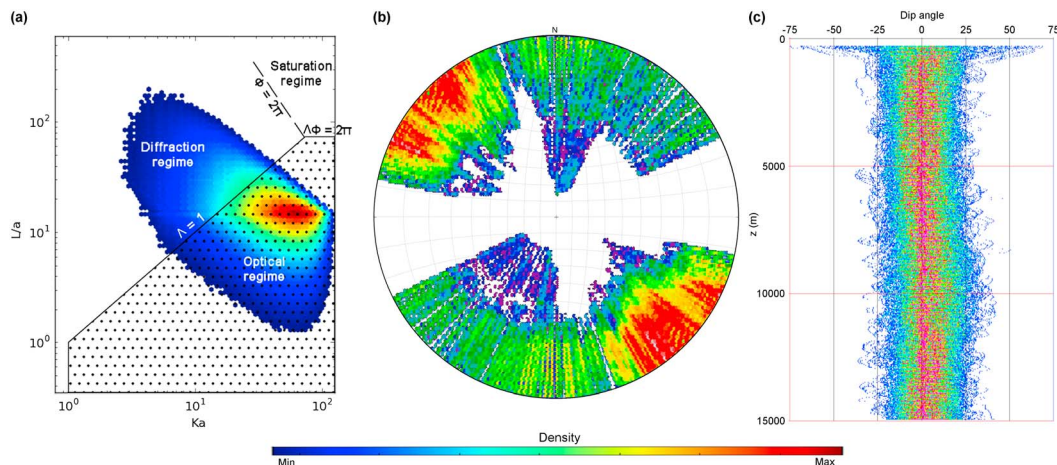 (a)
Saturation
regime
Φ = 2π
ΛΦ = 2π
Diffraction
regime
Λ = 1
Optical
regime
10²
10¹
10⁰
L/a
10⁰
10¹
10²
Ka
(b)
N
(c)
Dip angle
-75
-50
-25
0
25
50
75
0
5000
10000
15000
z (m)
Density
Min
Max